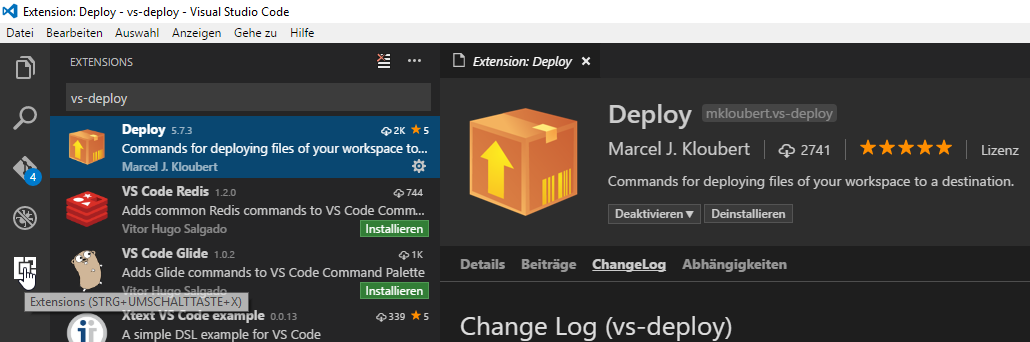 Extension: Deploy - vs-deploy - Visual Studio Code
Datei Bearbeiten Auswahl Anzeigen Gehe zu Hilfe
EXTENSIONS
vs-deploy
4
Deploy 5.7.3 2K 5
Commands for deploying files of your workspace to...
Marcel J. Kloubert
VS Code Redis 1.2.0 744
Adds common Redis commands to VS Code Comm...
Vitor Hugo Salgado Installieren
VS Code Glide 1.0.2 1K
Adds Glide commands to VS Code Command Palette
Vitor Hugo Salgado Installieren
Extensions (STRG+UMSCHALTTASTE+X)
Xtext VS Code example 0.0.13 339 5
A simple DSL example for VS Code
Extension: Deploy
Deploy mkloubert.vs-deploy
Marcel J. Kloubert 2741 Lizenz
Commands for deploying files of your workspace to a destination.
Deaktivieren Deinstallieren
Details Beiträge ChangeLog Abhängigkeiten
Change Log (vs-deploy)